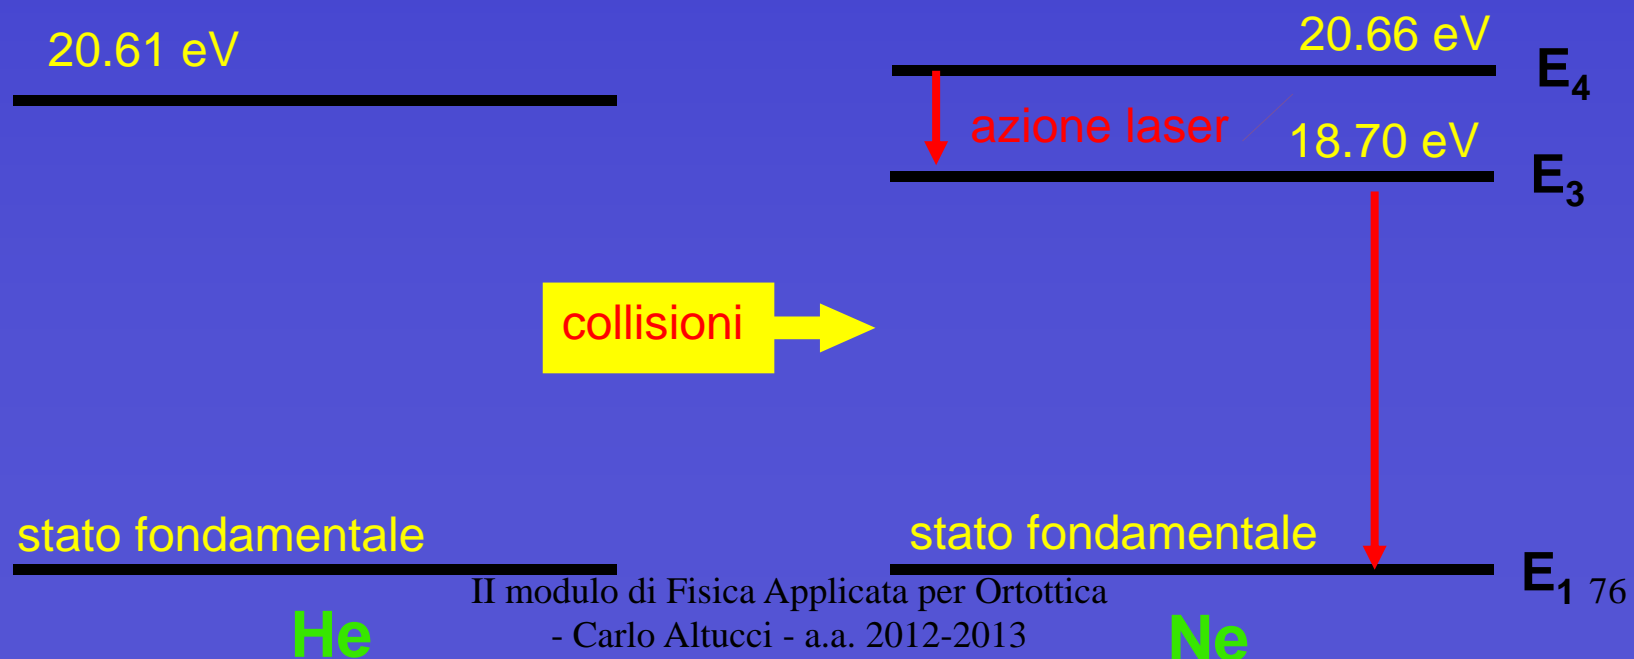 20.61 eV
20.66 eV
E4
azione laser
18.70 eV
E3
collisioni
stato fondamentale
stato fondamentale
E1
II modulo di Fisica Applicata per Ortottica
- Carlo Altucci - a.a. 2012-2013
76
He
Ne